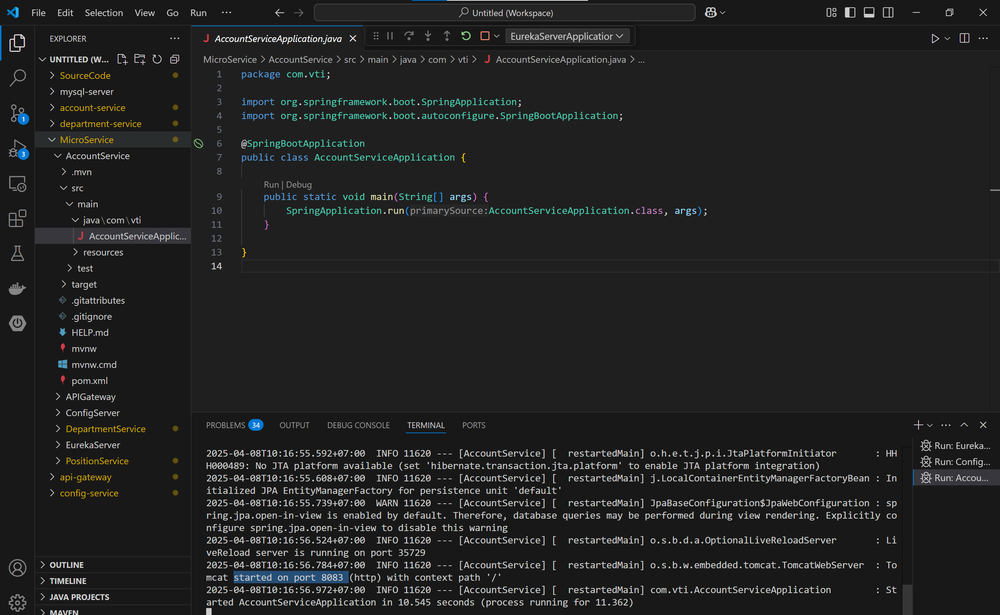 File Edit Selection View Go Run ...
Untitled (Workspace)
EXPLORER
UNTITLED (W...
SourceCode
mysql-server
account-service
department-service
MicroService
AccountService
.mvn
src
main
java\com\vti
AccountServiceApplic...
resources
test
target
.gitattributes
.gitignore
HELP.md
mvnw
mvnw.cmd
pom.xml
APIGateway
ConfigServer
DepartmentService
EurekaServer
PositionService
api-gateway
config-service
OUTLINE
TIMELINE
JAVA PROJECTS
MAVEN
1
3
AccountServiceApplication.java
EurekaServerApplication
MicroService > AccountService > src > main > java > com > vti > AccountServiceApplication.java > ...
1 package com.vti;
2
3 import org.springframework.boot.SpringApplication;
4 import org.springframework.boot.autoconfigure.SpringBootApplication;
5
6 @SpringBootApplication
7 public class AccountServiceApplication {
8
Run | Debug
9 public static void main(String[] args) {
10 SpringApplication.run(primarySource:AccountServiceApplication.class, args);
11 }
12
13 }
14
PROBLEMS 34 OUTPUT DEBUG CONSOLE TERMINAL PORTS
2025-04-08T10:16:55.592+07:00  INFO 11620 --- [AccountService] [  restartedMain] o.h.e.t.j.p.i.JtaPlatformInitiator       : HH
H000489: No JTA platform available (set 'hibernate.transaction.jta.platform' to enable JTA platform integration)
2025-04-08T10:16:55.608+07:00  INFO 11620 --- [AccountService] [  restartedMain] j.LocalContainerEntityManagerFactoryBean : In
itialized JPA EntityManagerFactory for persistence unit 'default'
2025-04-08T10:16:55.739+07:00  WARN 11620 --- [AccountService] [  restartedMain] JpaBaseConfiguration$JpaWebConfiguration : sp
ring.jpa.open-in-view is enabled by default. Therefore, database queries may be performed during view rendering. Explicitly co
nfigure spring.jpa.open-in-view to disable this warning
2025-04-08T10:16:56.524+07:00  INFO 11620 --- [AccountService] [  restartedMain] o.s.b.d.a.OptionalLiveReloadServer       : Li
veReload server is running on port 35729
2025-04-08T10:16:56.784+07:00  INFO 11620 --- [AccountService] [  restartedMain] o.s.b.w.embedded.tomcat.TomcatWebServer  : To
mcat started on port 8083 (http) with context path '/'
2025-04-08T10:16:56.972+07:00  INFO 11620 --- [AccountService] [  restartedMain] com.vti.AccountServiceApplication        : St
arted AccountServiceApplication in 10.545 seconds (process running for 11.362)
Run: Eureka...
Run: Config...
Run: Accou...